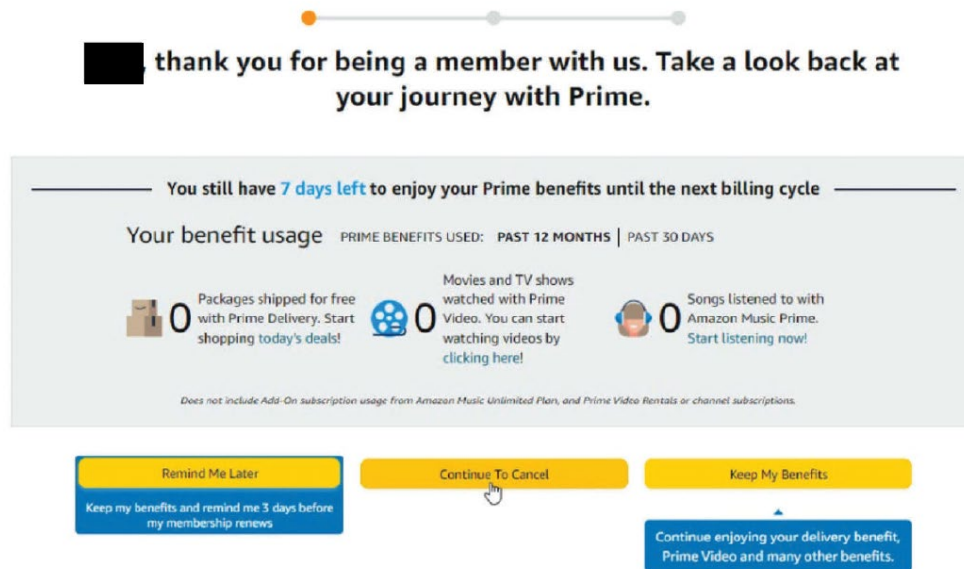 , thank you for being a member with us. Take a look back at
your journey with Prime.
You still have 7 days left to enjoy your Prime benefits until the next billing cycle
Your benefit usage PRIME BENEFITS USED: PAST 12 MONTHS | PAST 30 DAYS
0 Packages shipped for free
with Prime Delivery. Start
shopping today's deals!
0 Movies and TV shows
watched with Prime
Video. You can start
watching videos by
clicking here!
0 Songs listened to with
Amazon Music Prime.
Start listening now!
Does not include Add-On subscription usage from Amazon Music Unlimited Plan, and Prime Video Rentals or channel subscriptions.
Remind Me Later
Keep my benefits and remind me 3 days before
my membership renews
Continue To Cancel
Keep My Benefits
Continue enjoying your delivery benefit,
Prime Video and many other benefits.